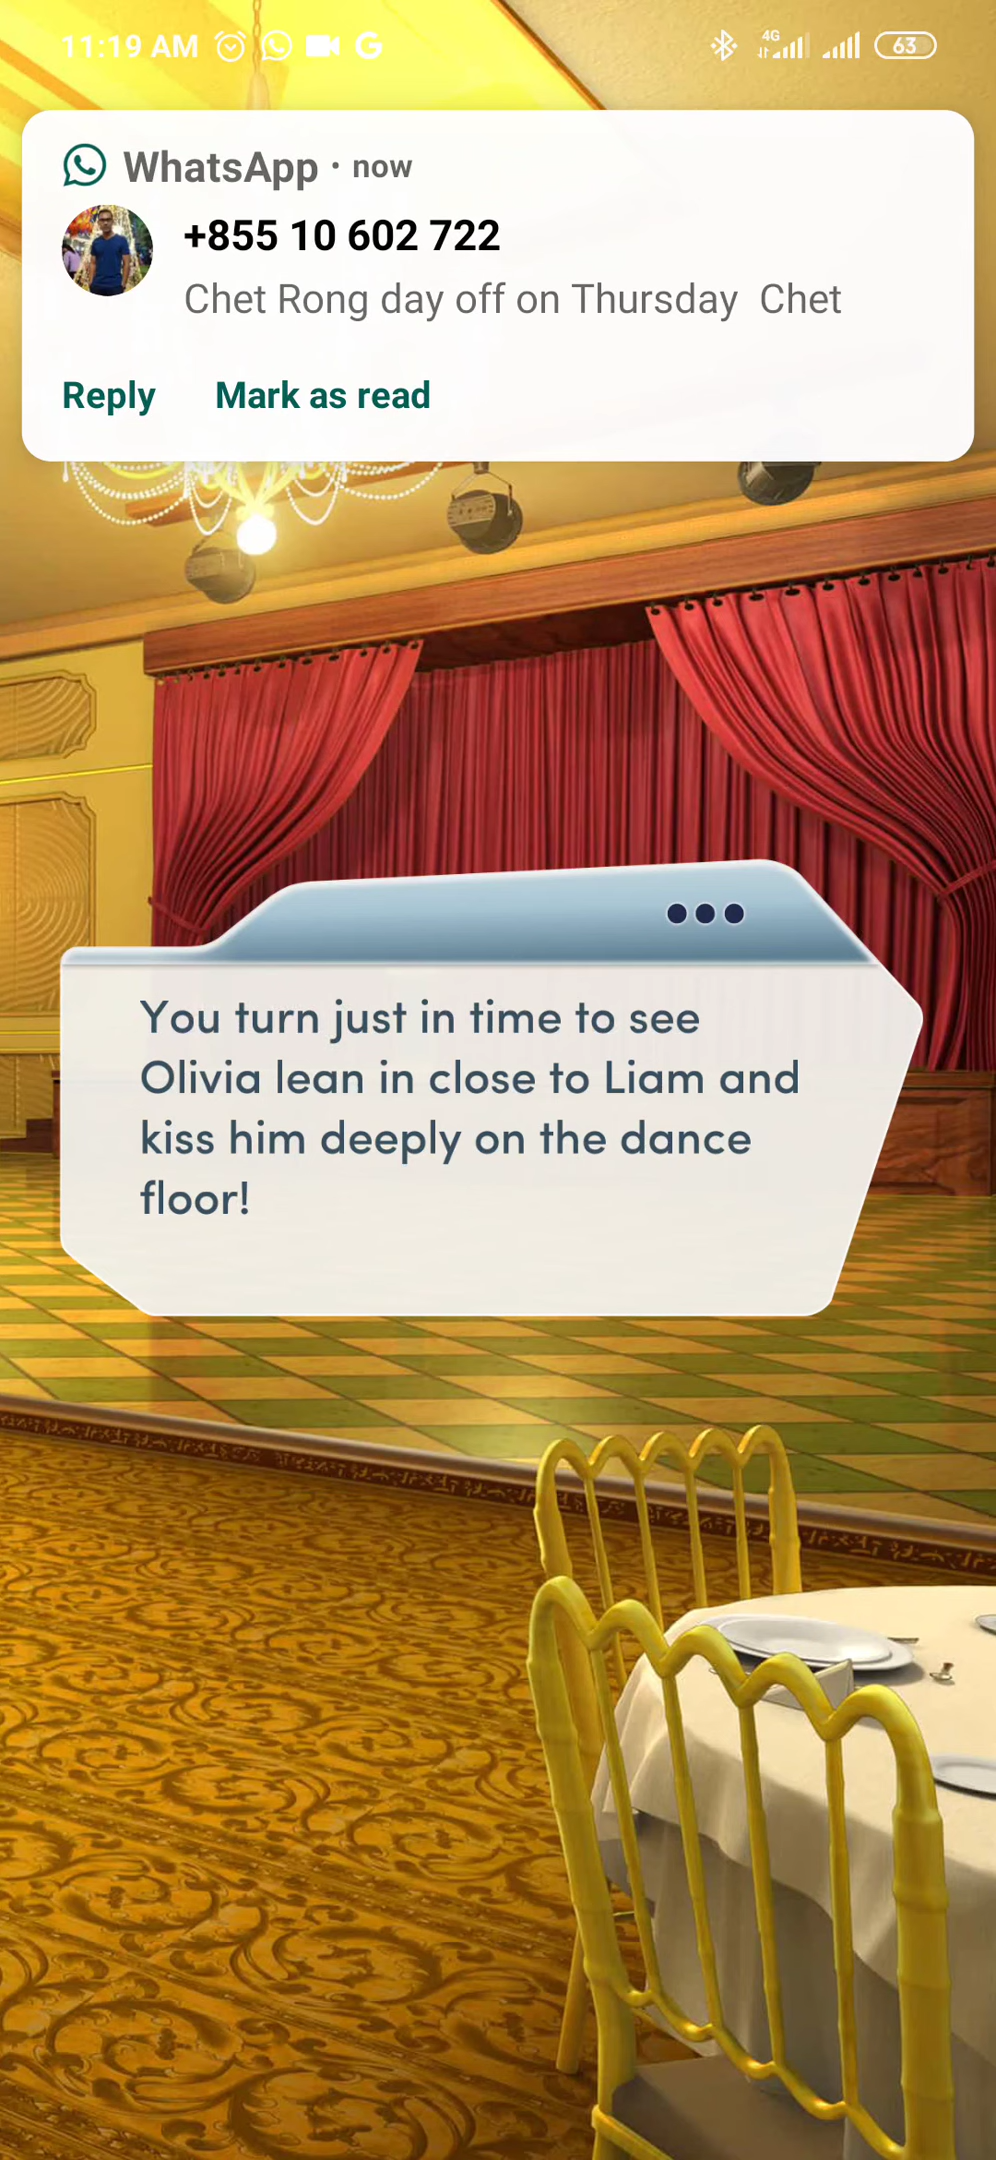 11:19 AM G 4G 63
WhatsApp · now
+855 10 602 722
Chet Rong day off on Thursday  Chet
Reply Mark as read
You turn just in time to see
Olivia lean in close to Liam and
kiss him deeply on the dance
floor!